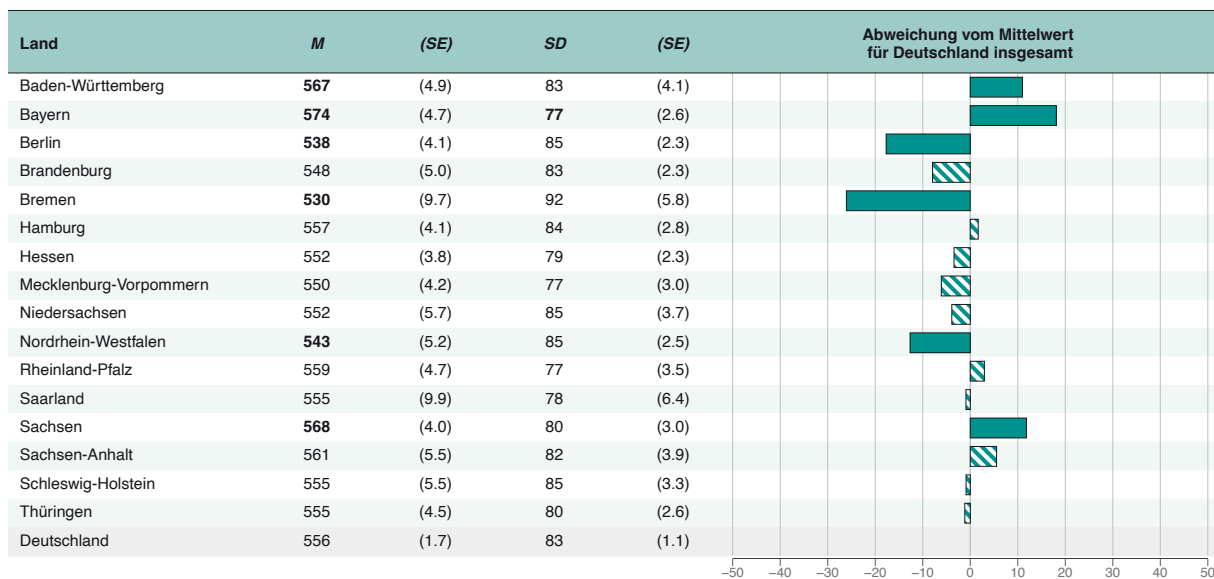 Land M (SE) SD (SE) Abweichung vom Mittelwert
für Deutschland insgesamt
Baden-Württemberg 567 (4.9) 83 (4.1)
Bayern 574 (4.7) 77 (2.6)
Berlin 538 (4.1) 85 (2.3)
Brandenburg 548 (5.0) 83 (2.3)
Bremen 530 (9.7) 92 (5.8)
Hamburg 557 (4.1) 84 (2.8)
Hessen 552 (3.8) 79 (2.3)
Mecklenburg-Vorpommern 550 (4.2) 77 (3.0)
Niedersachsen 552 (5.7) 85 (3.7)
Nordrhein-Westfalen 543 (5.2) 85 (2.5)
Rheinland-Pfalz 559 (4.7) 77 (3.5)
Saarland 555 (9.9) 78 (6.4)
Sachsen 568 (4.0) 80 (3.0)
Sachsen-Anhalt 561 (5.5) 82 (3.9)
Schleswig-Holstein 555 (5.5) 85 (3.3)
Thüringen 555 (4.5) 80 (2.6)
Deutschland 556 (1.7) 83 (1.1)
−50 −40 −30 −20 −10 0 10 20 30 40 50